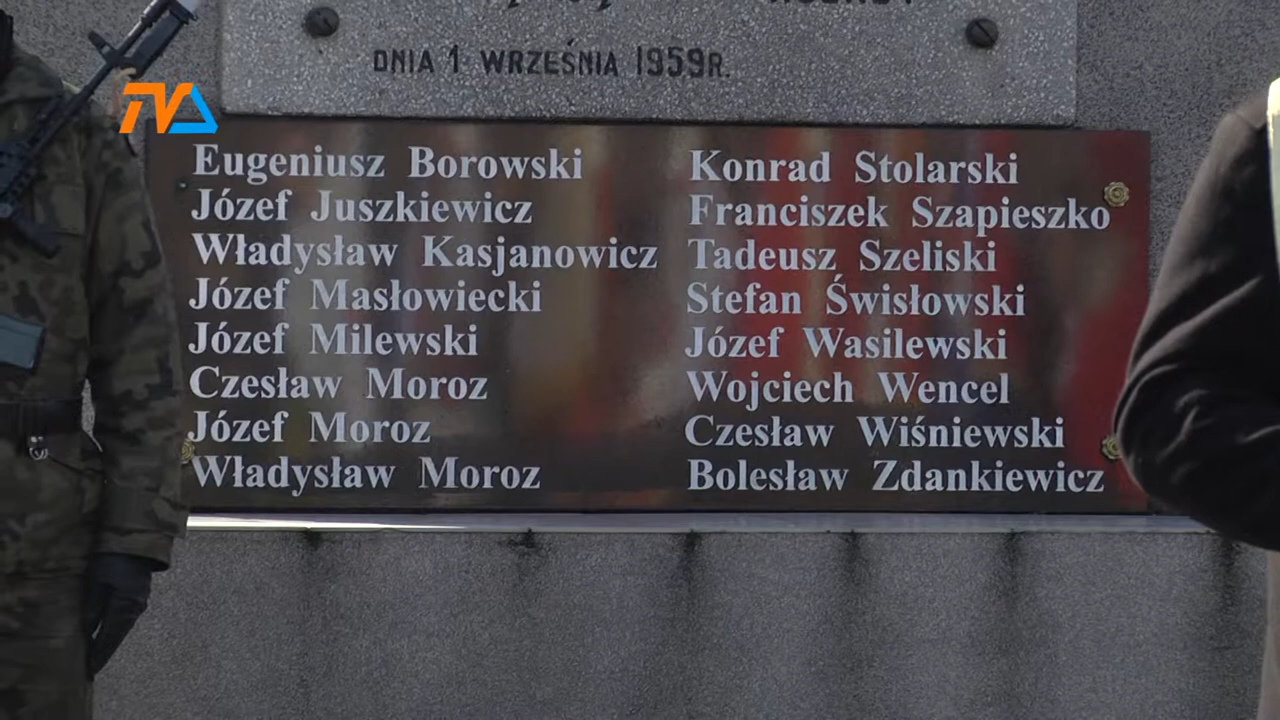 DNIA 1 WRZEŚNIA 1959R.
TVA
Eugeniusz Borowski
Józef Juszkiewicz
Władysław Kasjanowicz
Józef Masłowiecki
Józef Milewski
Czesław Moroz
Józef Moroz
Władysław Moroz
Konrad Stolarski
Franciszek Szapieszko
Tadeusz Szeliski
Stefan Świsłowski
Józef Wasilewski
Wojciech Wencel
Czesław Wiśniewski
Bolesław Zdankiewicz